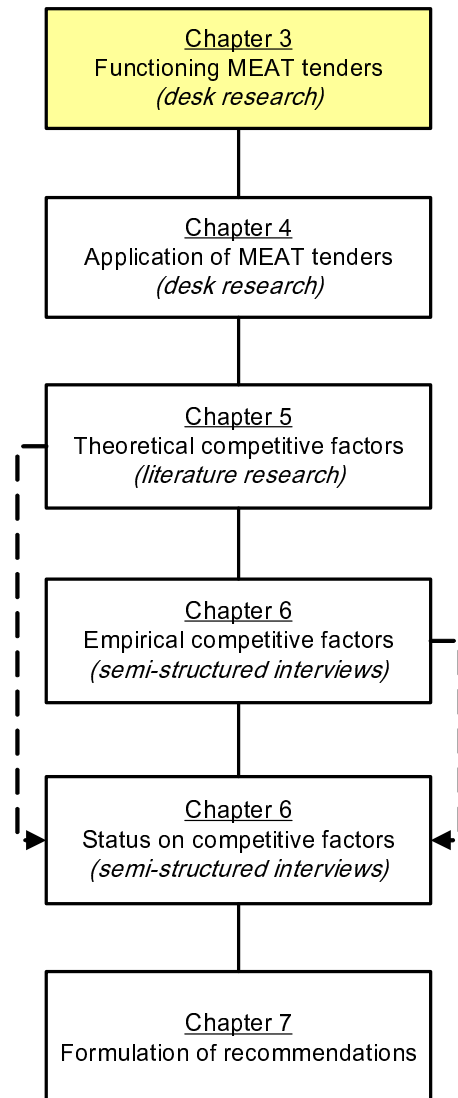 Chapter 3
Functioning MEAT tenders
(desk research)
Chapter 4
Application of MEAT tenders
(desk research)
Chapter 5
Theoretical competitive factors
(literature research)
Chapter 6
Empirical competitive factors
(semi-structured interviews)
Chapter 6
Status on competitive factors
(semi-structured interviews)
Chapter 7
Formulation of recommendations